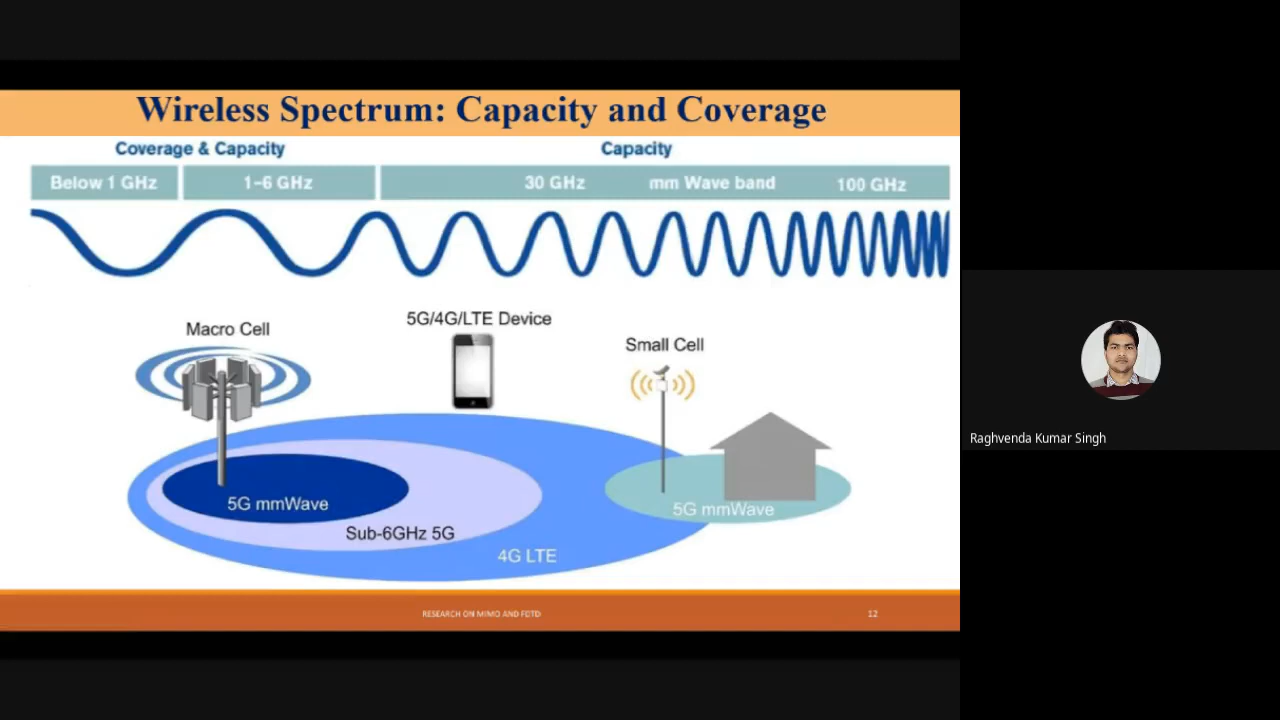 Wireless Spectrum: Capacity and Coverage
Coverage & Capacity
Capacity
Below 1 GHz
1-6 GHz
30 GHz
mm Wave band
100 GHz
Macro Cell
5G/4G/LTE Device
Small Cell
5G mmWave
5G mmWave
Sub-6GHz 5G
4G LTE
RESEARCH ON MIMO AND FDTD
12
Raghvenda Kumar Singh